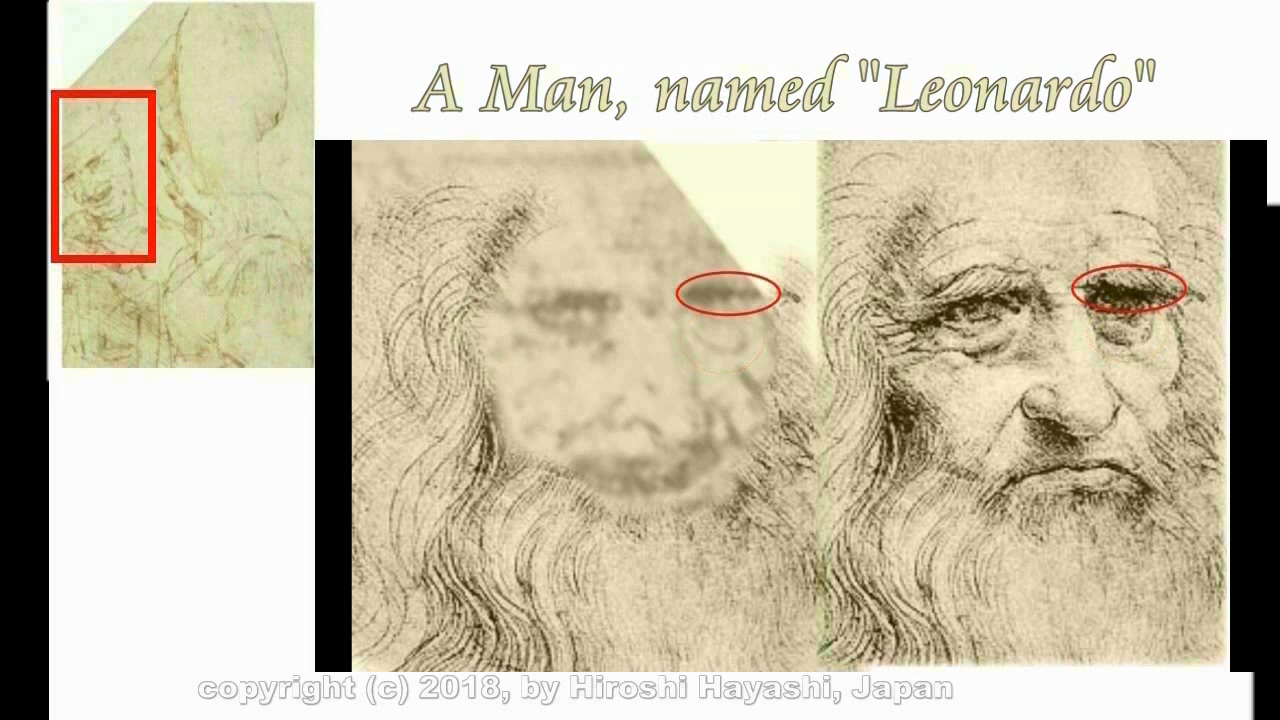 A Man, named "Leonardo"
copyright (c) 2018, by Hiroshi Hayashi, Japan